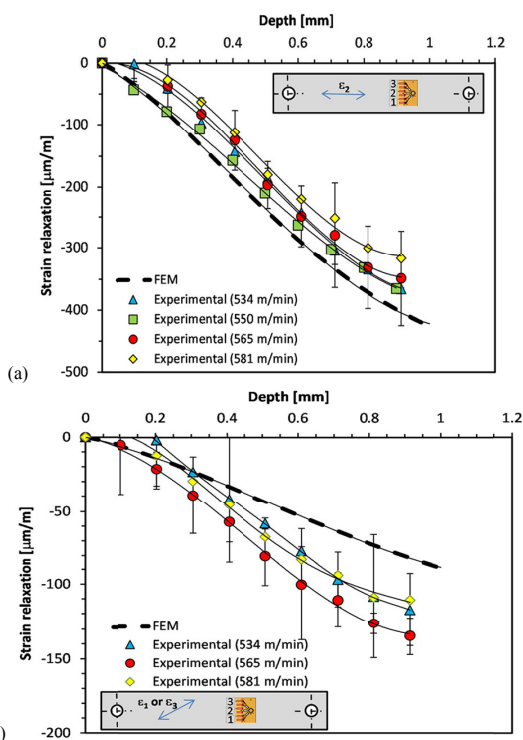 Depth [mm]
0 0.2 0.4 0.6 0.8 1 1.2
0
-100
-200
-300
-400
-500
Strain relaxation [µm/m]
ε2
3
2
1
FEM
Experimental (534 m/min)
Experimental (550 m/min)
Experimental (565 m/min)
Experimental (581 m/min)
(a)
Depth [mm]
0 0.2 0.4 0.6 0.8 1 1.2
0
-50
-100
-150
-200
Strain relaxation [µm/m]
FEM
Experimental (534 m/min)
Experimental (565 m/min)
Experimental (581 m/min)
ε1 or ε3
3
2
1
)